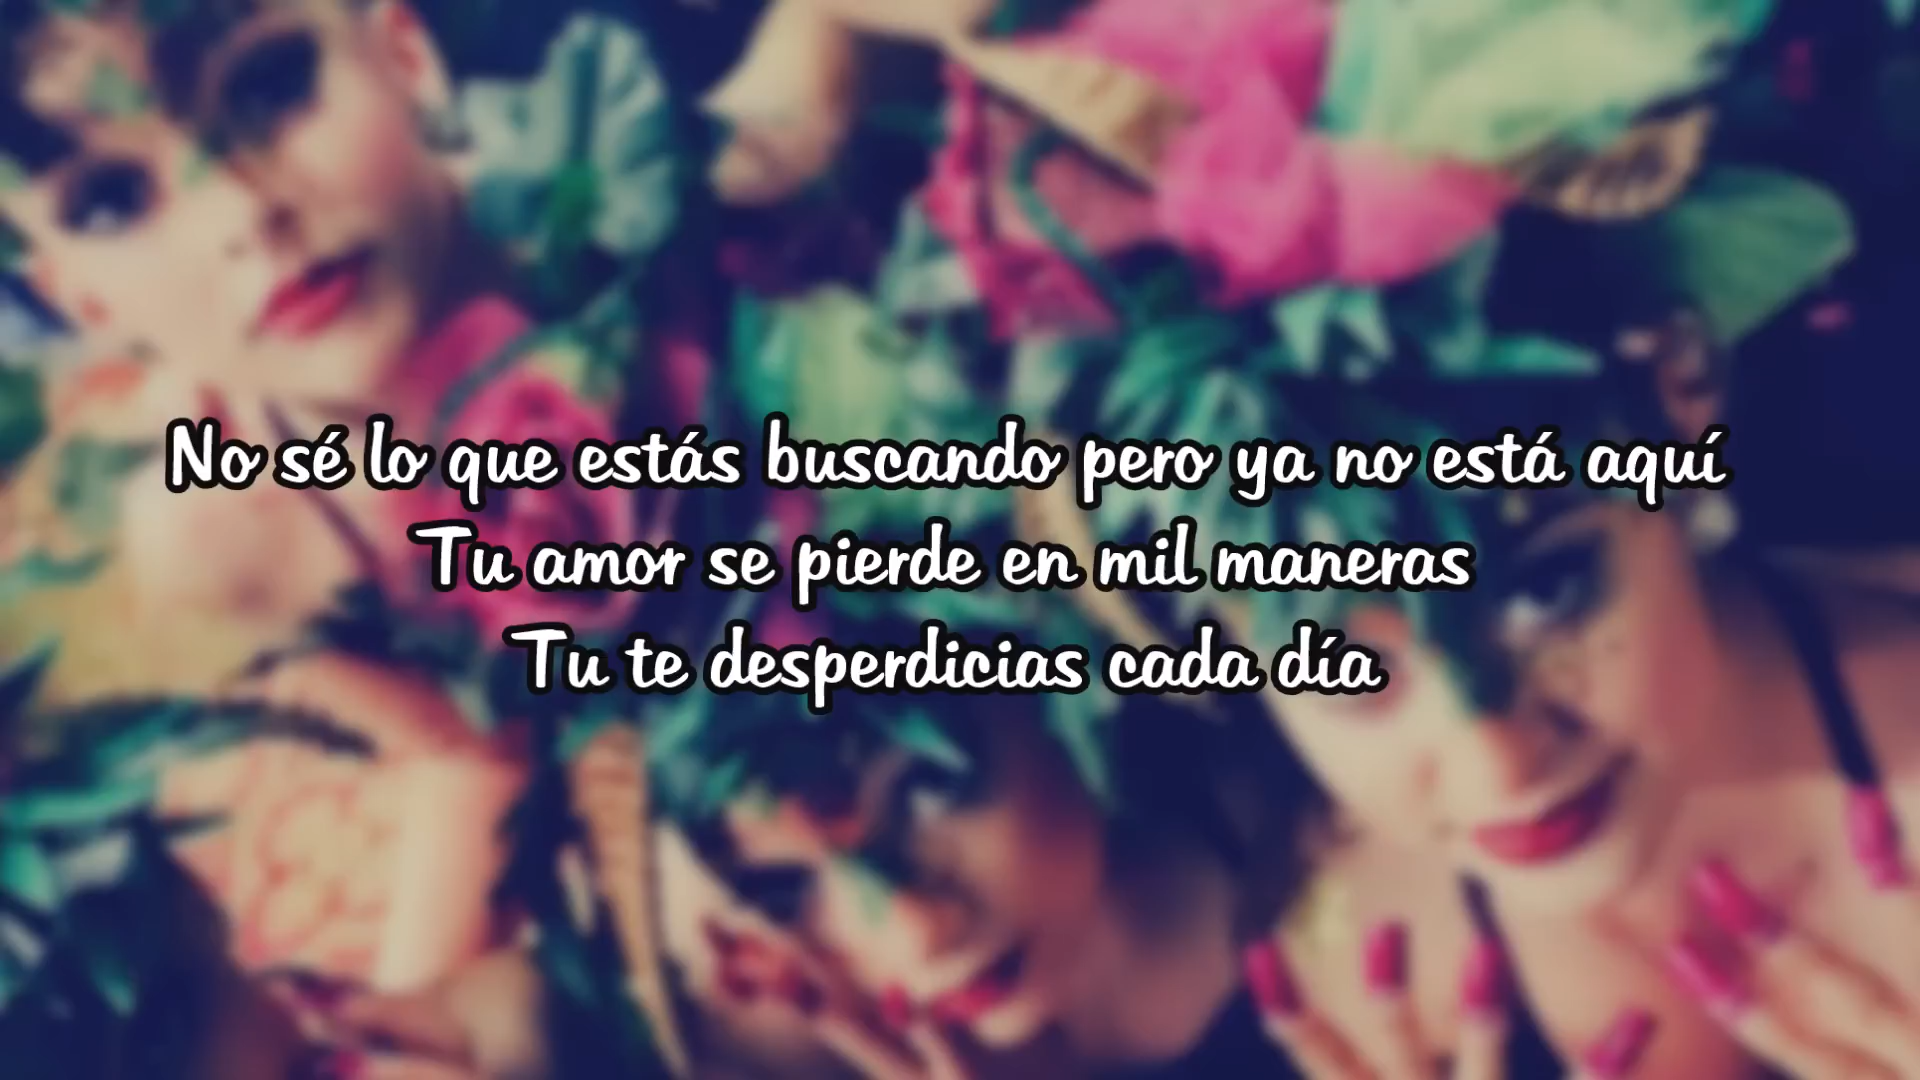 No sé lo que estás buscando pero ya no está aquí
Tu amor se pierde en mil maneras
Tu te desperdicias cada día